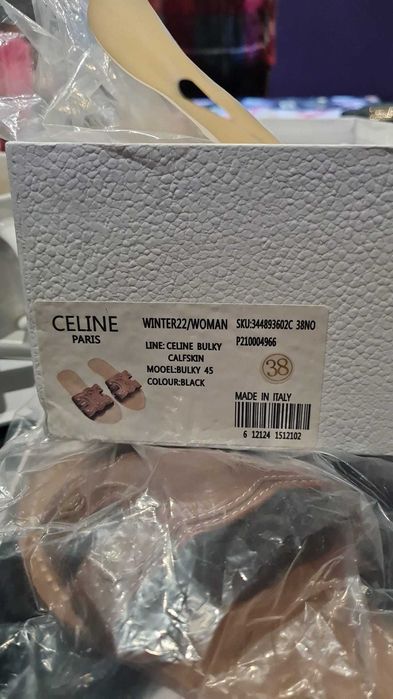 CELINE
PARIS
WINTER22/WOMAN SKU:344893602C 38NO
P210004966
LINE: CELINE BULKY
CALFSKIN
MOEDEL:BULKY 45
COLOUR:BLACK
38
MADE IN ITALY
6 12124 1512102